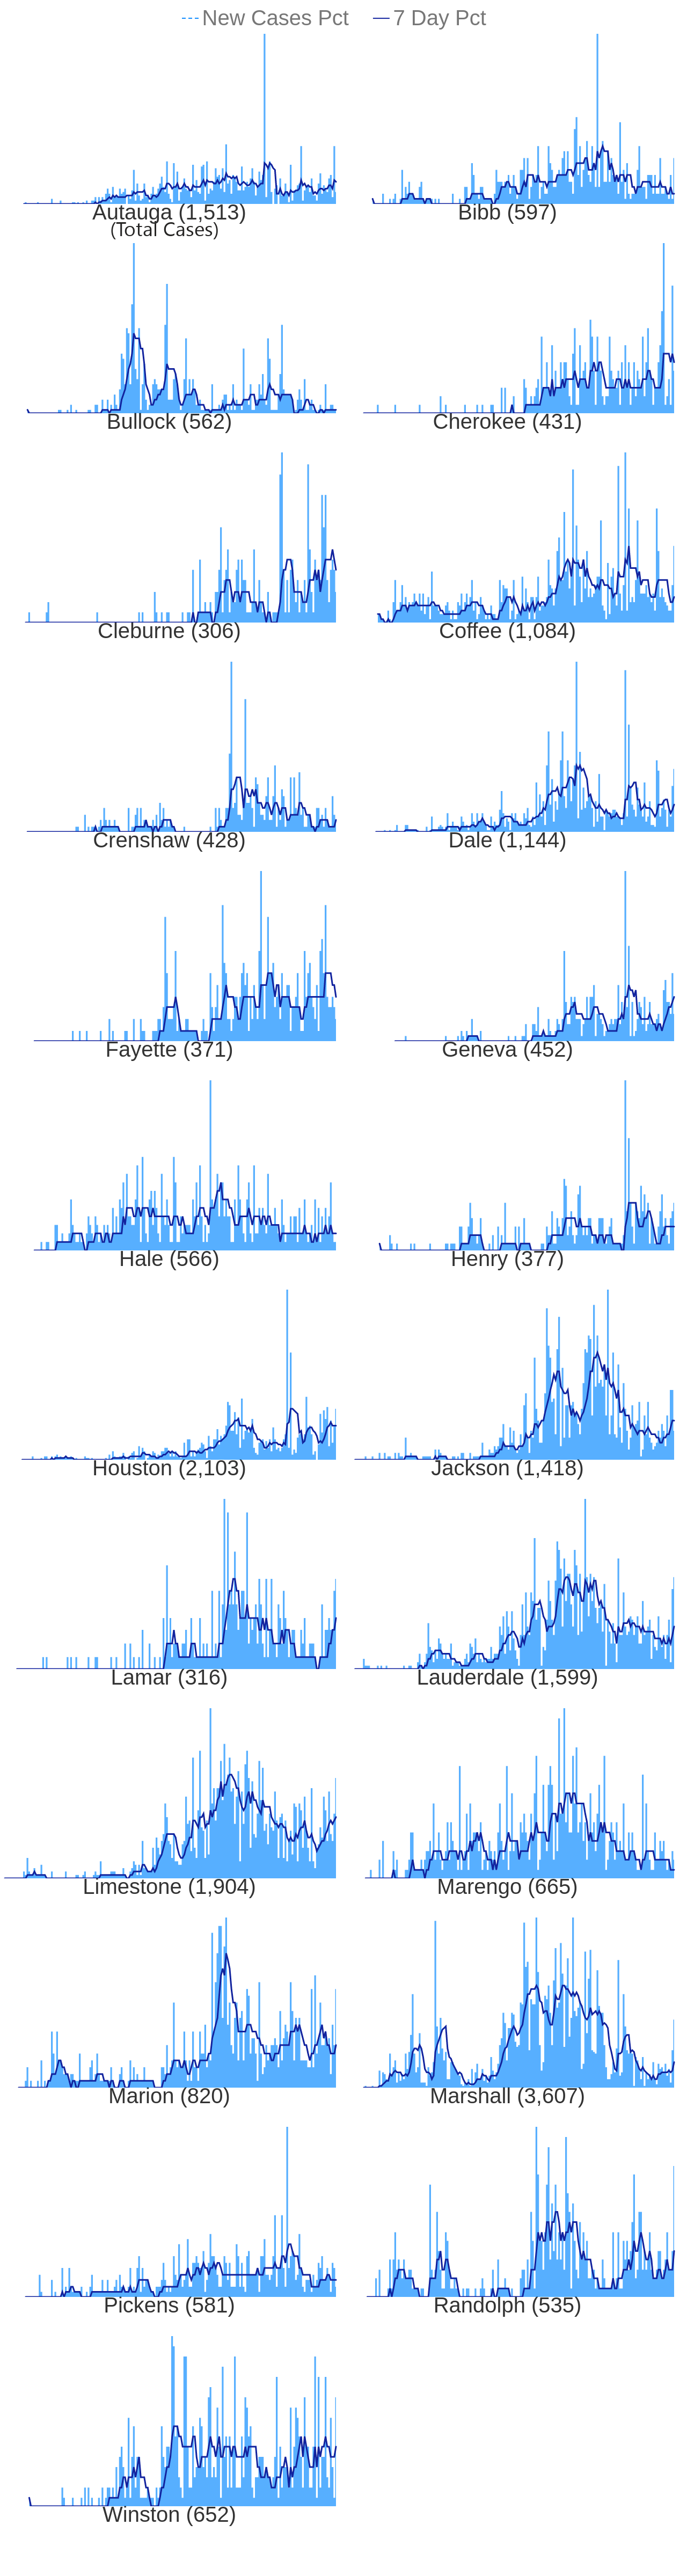 New Cases Pct 7 Day Pct
Autauga (1,513) Bibb (597)
(Total Cases)
Bullock (562) Cherokee (431)
Cleburne (306) Coffee (1,084)
Crenshaw (428) Dale (1,144)
Fayette (371) Geneva (452)
Hale (566) Henry (377)
Houston (2,103) Jackson (1,418)
Lamar (316) Lauderdale (1,599)
Limestone (1,904) Marengo (665)
Marion (820) Marshall (3,607)
Pickens (581) Randolph (535)
Winston (652)